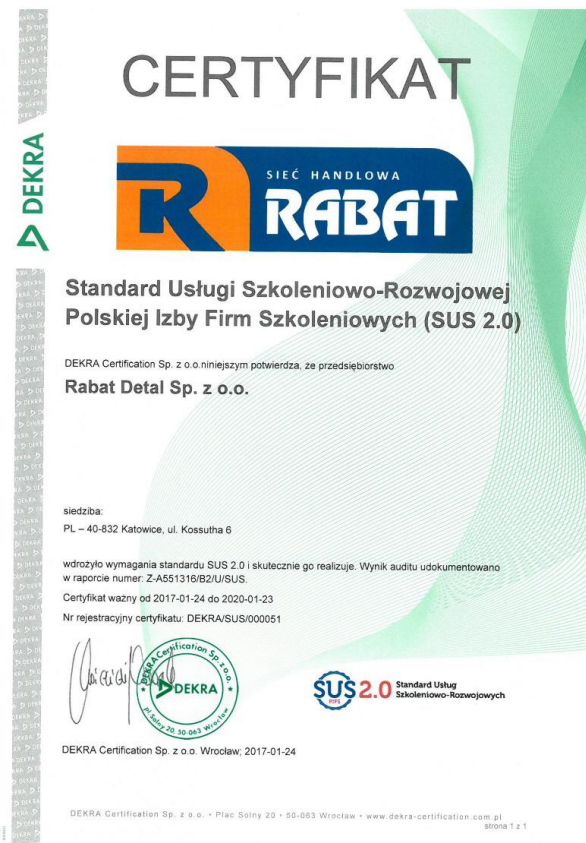 CERTYFIKAT
DEKRA
SIEĆ HANDLOWA
RABAT
Standard Usługi Szkoleniowo-Rozwojowej
Polskiej Izby Firm Szkoleniowych (SUS 2.0)
DEKRA Certification Sp. z o.o.niniejszym potwierdza, że przedsiębiorstwo
Rabat Detal Sp. z o.o.
siedziba:
PL – 40-832 Katowice, ul. Kossutha 6
wdrożyło wymagania standardu SUS 2.0 i skutecznie go realizuje. Wynik auditu udokumentowano
w raporcie numer: Z-A551316/B2/U/SUS.
Certyfikat ważny od 2017-01-24 do 2020-01-23
Nr rejestracyjny certyfikatu: DEKRA/SUS/000051
DEKRA Certification Sp. z o.o.
DEKRA
pl. Solny 20, 50-063 Wrocław
SUS 2.0
PIFS
Standard Usług
Szkoleniowo-Rozwojowych
DEKRA Certification Sp. z o.o. Wrocław; 2017-01-24
DEKRA Certification Sp. z o.o. • Plac Solny 20 • 50-063 Wrocław • www.dekra-certification.com.pl
strona 1 z 1